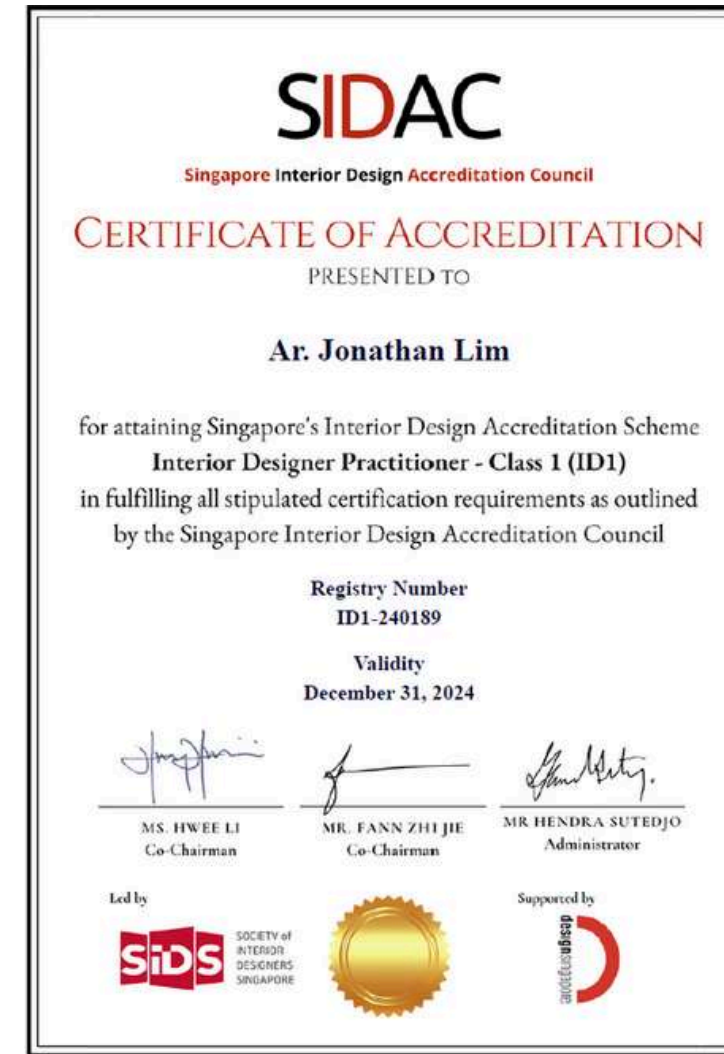 SIDAC
Singapore Interior Design Accreditation Council
CERTIFICATE OF ACCREDITATION
PRESENTED TO
Ar. Jonathan Lim
for attaining Singapore's Interior Design Accreditation Scheme
Interior Designer Practitioner - Class 1 (ID1)
in fulfilling all stipulated certification requirements as outlined
by the Singapore Interior Design Accreditation Council
Registry Number
ID1-240189
Validity
December 31, 2024
MS. HWEE LI
Co-Chairman
MR. FANN ZHI JIE
Co-Chairman
MR HENDRA SUTEDJO
Administrator
Led by
SiDS
SOCIETY of
INTERIOR
DESIGNERS
SINGAPORE
Supported by
designsingapore